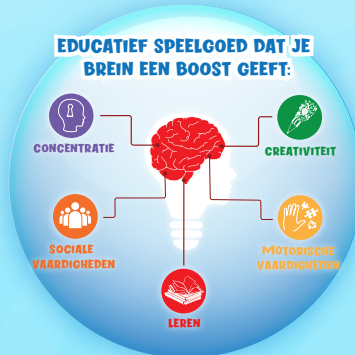 EDUCATIEF SPEELGOED DAT JE
BREIN EEN BOOST GEEFT:
CONCENTRATIE
CREATIVITEIT
SOCIALE
VAARDIGHEDEN
MOTORISCHE
VAARDIGHEDEN
LEREN